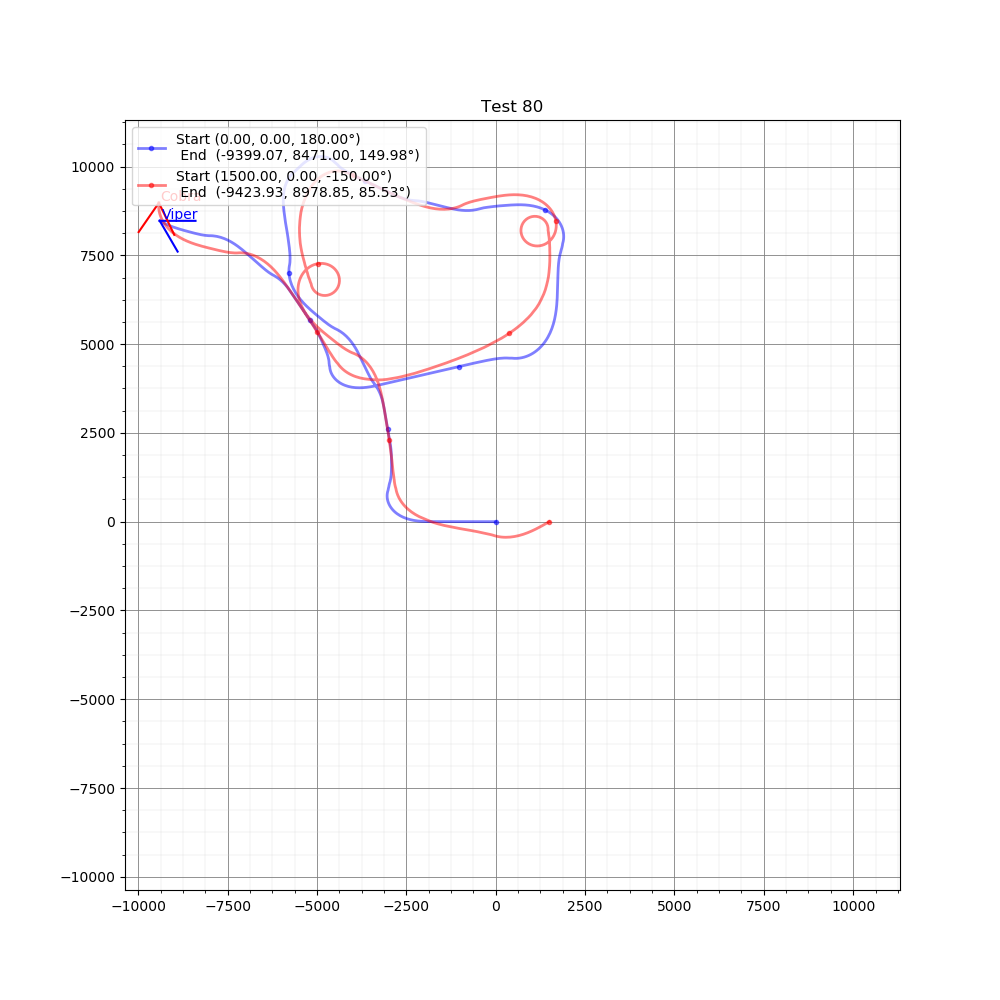 Test 80
Start (0.00, 0.00, 180.00°)
End (-9399.07, 8471.00, 149.98°)
Start (1500.00, 0.00, -150.00°)
End (-9423.93, 8978.85, 85.53°)
Cobra
Viper
10000
7500
5000
2500
0
−2500
−5000
−7500
−10000
−10000 −7500 −5000 −2500 0 2500 5000 7500 10000